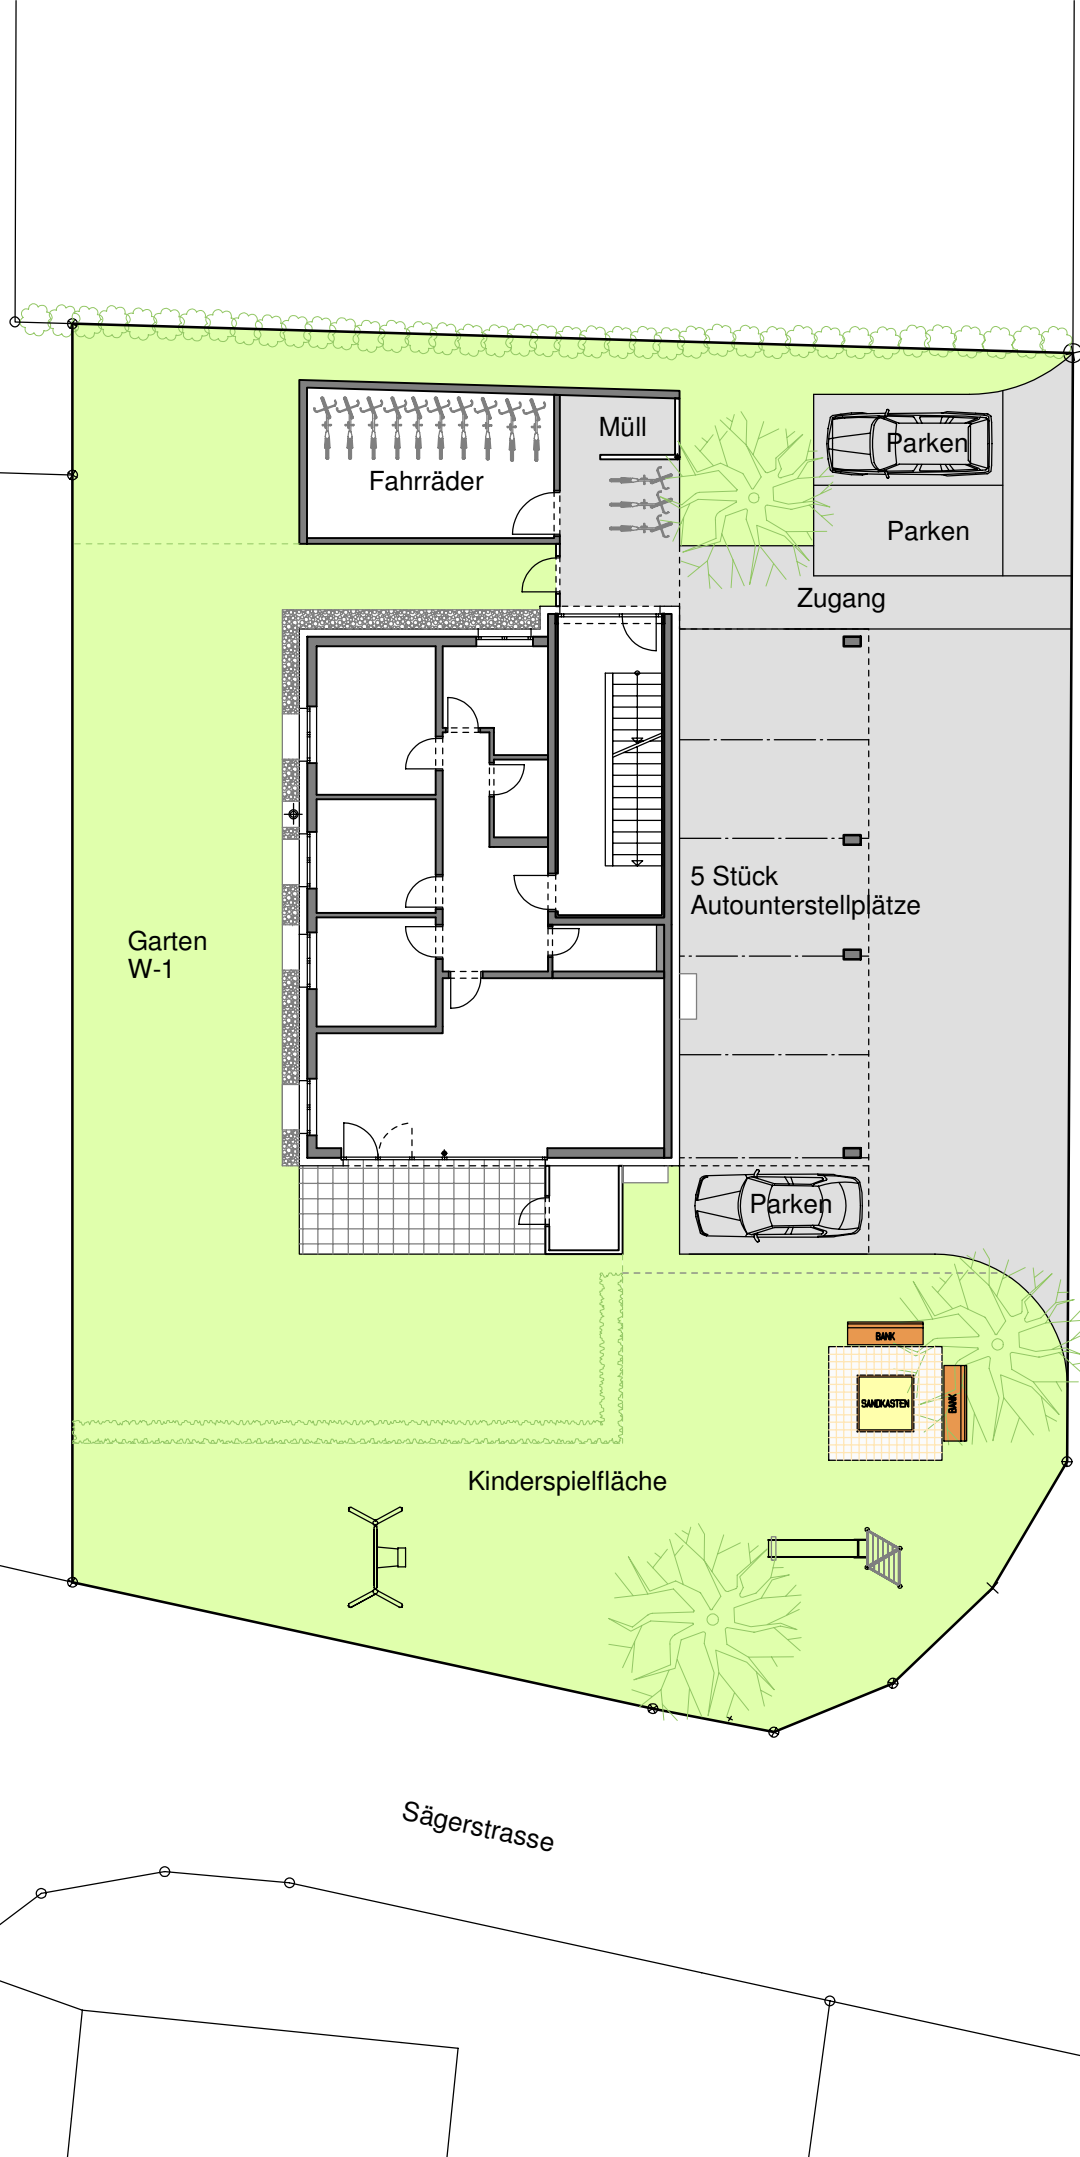 Müll
Parken
Fahrräder
Parken
Zugang
5 Stück
Autounterstellplätze
Garten
W-1
Parken
BANK
SANDKASTEN
BANK
Kinderspielfläche
Sägerstrasse